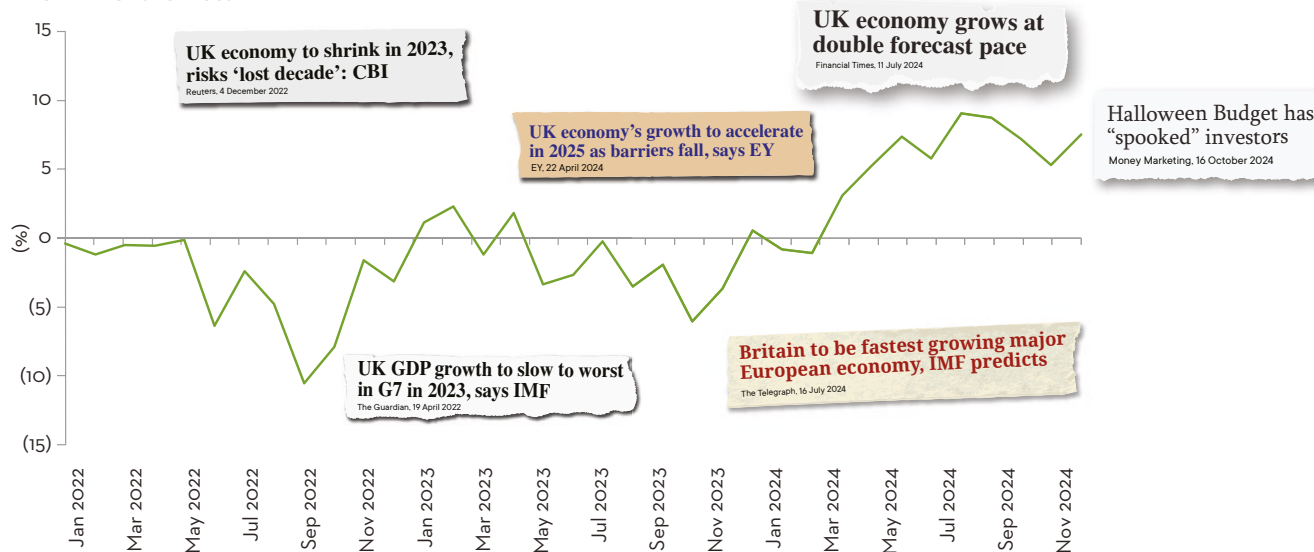 15
UK economy to shrink in 2023,
risks ‘lost decade’: CBI
Reuters, 4 December 2022
UK economy grows at
double forecast pace
Financial Times, 11 July 2024
10
UK economy’s growth to accelerate
in 2025 as barriers fall, says EY
EY, 22 April 2024
Halloween Budget has
“spooked” investors
Money Marketing, 16 October 2024
5
(%)
0
(5)
(10)
UK GDP growth to slow to worst
in G7 in 2023, says IMF
The Guardian, 19 April 2022
Britain to be fastest growing major
European economy, IMF predicts
The Telegraph, 16 July 2024
(15)
Jan 2022
Mar 2022
May 2022
Jul 2022
Sep 2022
Nov 2022
Jan 2023
Mar 2023
May 2023
Jul 2023
Sep 2023
Nov 2023
Jan 2024
Mar 2024
May 2024
Jul 2024
Sep 2024
Nov 2024